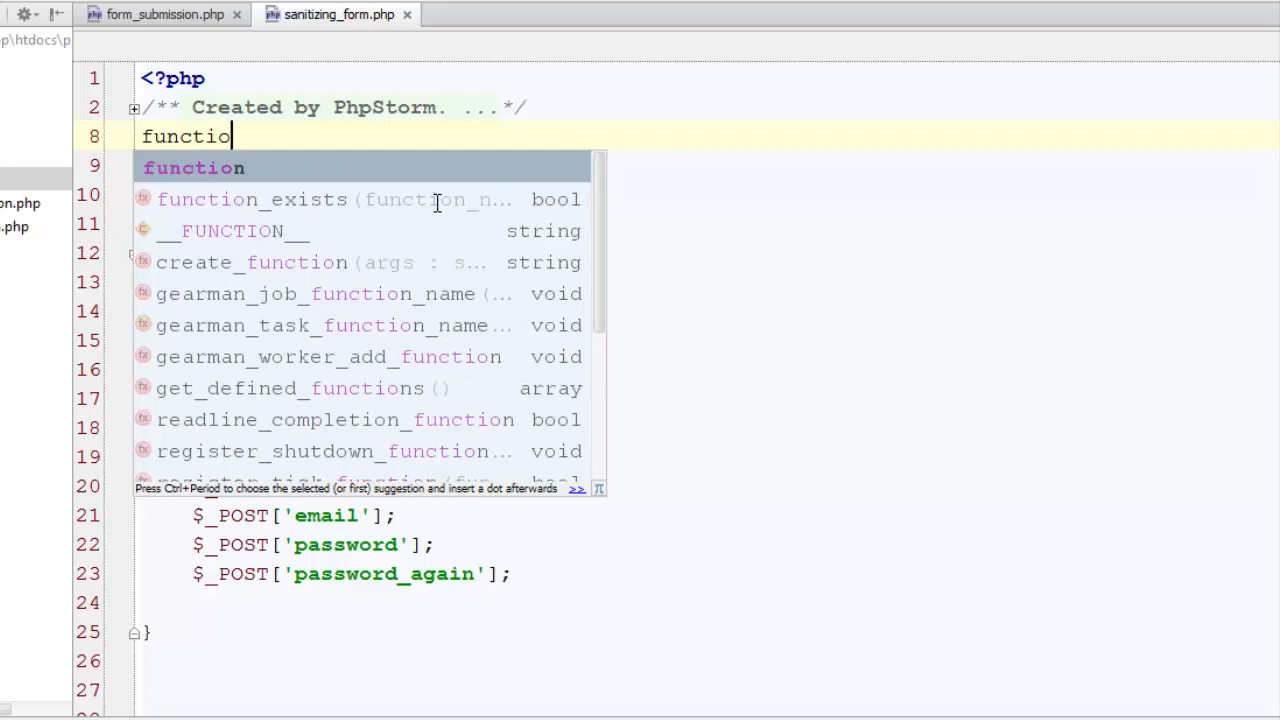 form_submission.php sanitizing_form.php
p\htdocs\p
1 <?php
2 /** Created by PhpStorm. ...*/
8 functio
9 function
10 function_exists(function_n... bool
on.php
11 __FUNCTION__ string
.php
12 create_function(args : s... string
13 gearman_job_function_name(... void
14 gearman_task_function_name... void
15
16 gearman_worker_add_function void
17 get_defined_functions() array
18 readline_completion_function bool
19 register_shutdown_function... void
20
Press Ctrl+Period to choose the selected (or first) suggestion and insert a dot afterwards >> π
21 $_POST['email'];
22 $_POST['password'];
23 $_POST['password_again'];
24
25 }
26
27